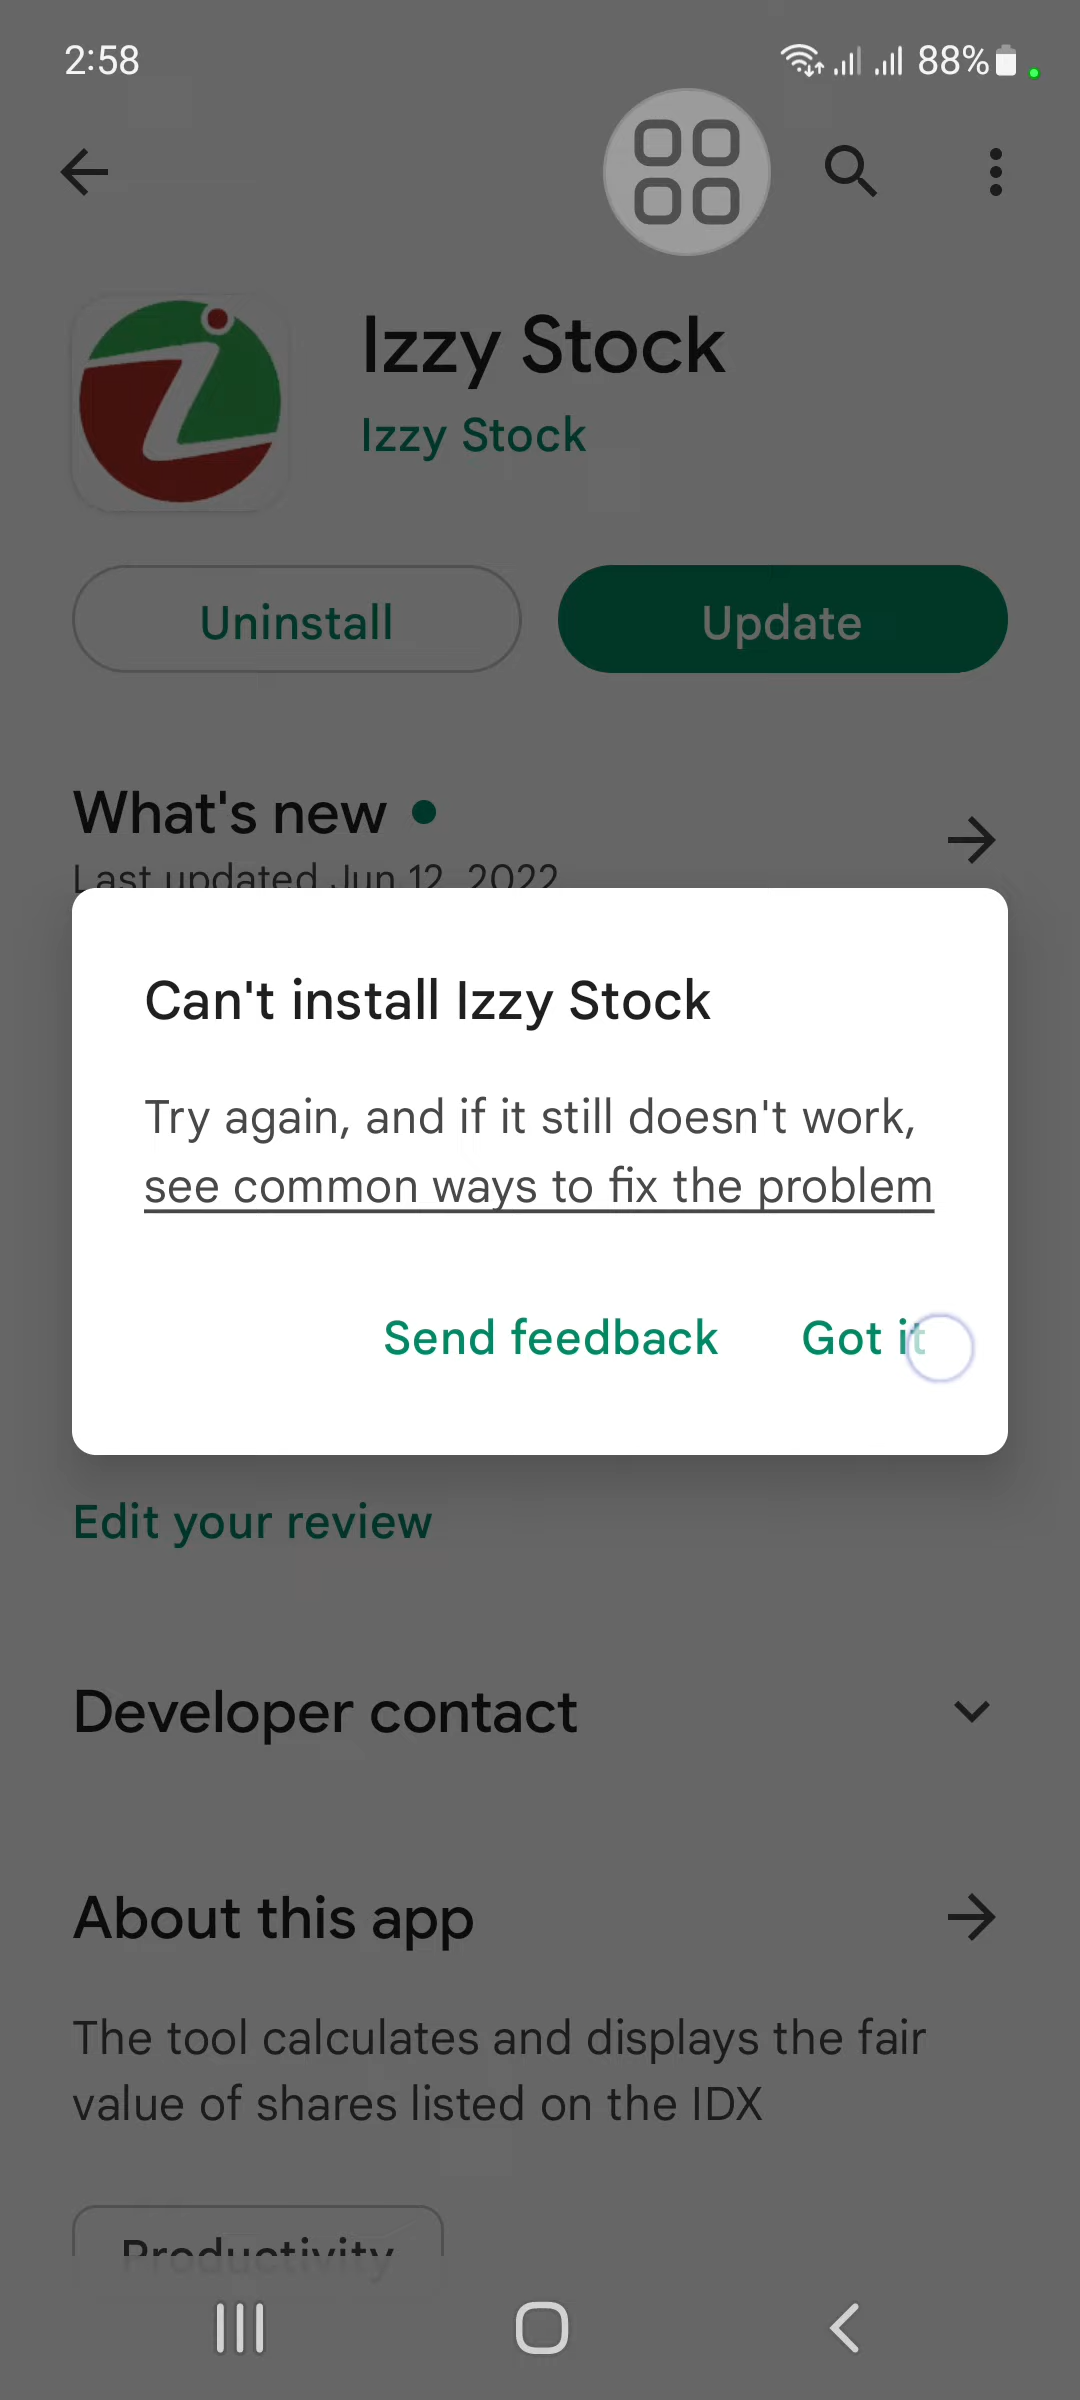 2:58
88%
Izzy Stock
Izzy Stock
Uninstall
Update
What's new
Last updated Jun 12, 2022
Can't install Izzy Stock
Try again, and if it still doesn't work,
see common ways to fix the problem
Send feedback
Got it
Edit your review
Developer contact
About this app
The tool calculates and displays the fair
value of shares listed on the IDX
Productivity